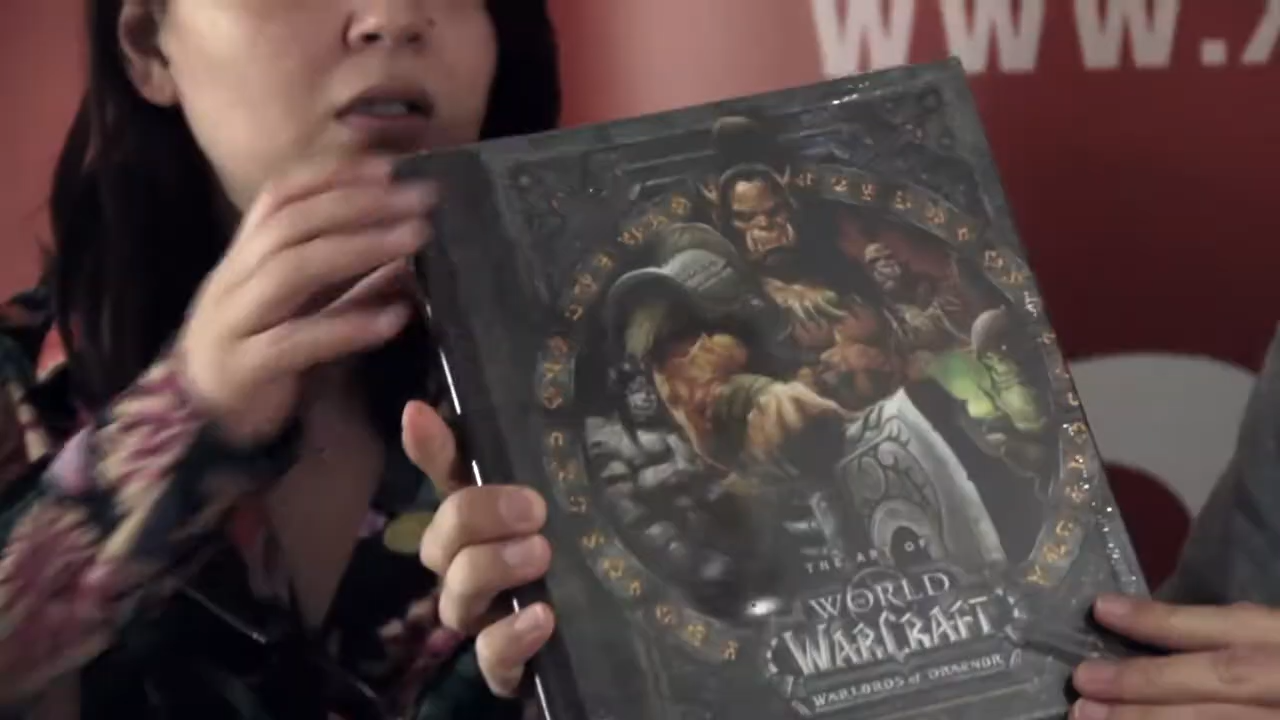 WWW.X
THE ART OF
WORLD
WARCRAFT
WARLORDS of DRAENOR